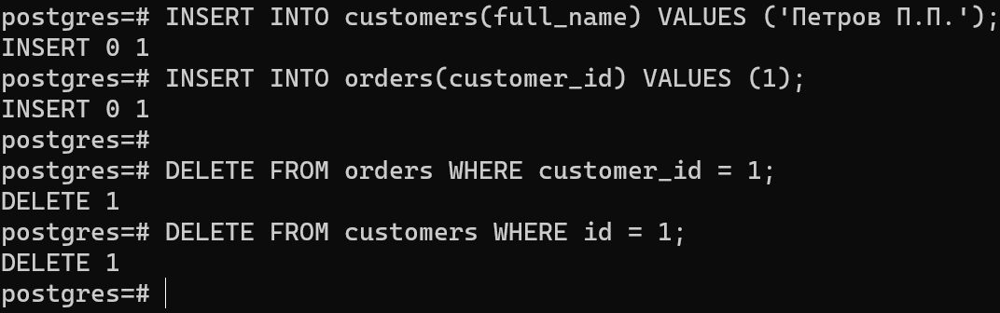 postgres=# INSERT INTO customers(full_name) VALUES ('Петров П.П.');
INSERT 0 1
postgres=# INSERT INTO orders(customer_id) VALUES (1);
INSERT 0 1
postgres=#
postgres=# DELETE FROM orders WHERE customer_id = 1;
DELETE 1
postgres=# DELETE FROM customers WHERE id = 1;
DELETE 1
postgres=#